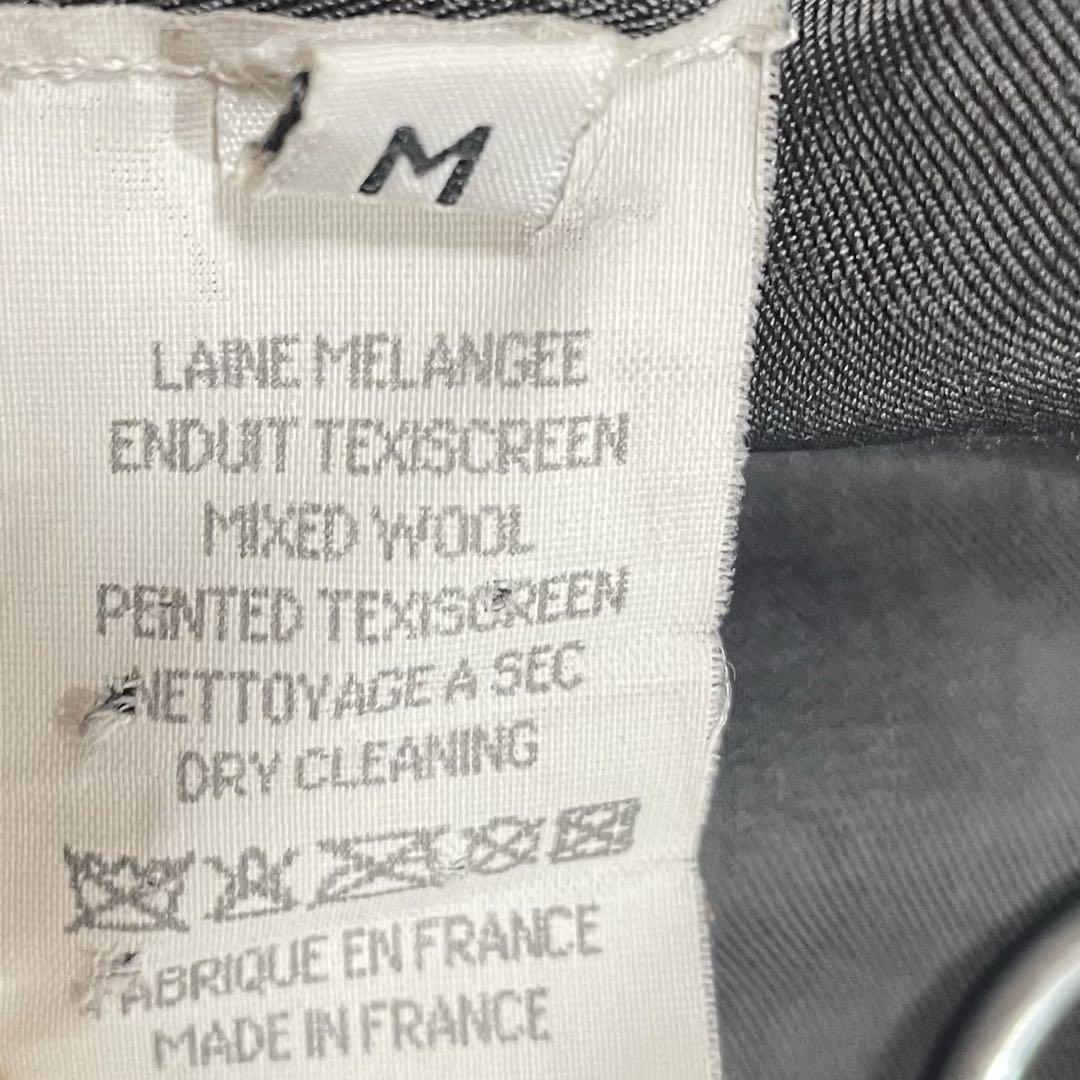 M
LAINE MELANGEE
ENDUIT TEXISCREEN
MIXED WOOL
PEINTED TEXISCREEN
NETTOYAGE A SEC
DRY CLEANING
FABRIQUE EN FRANCE
MADE IN FRANCE